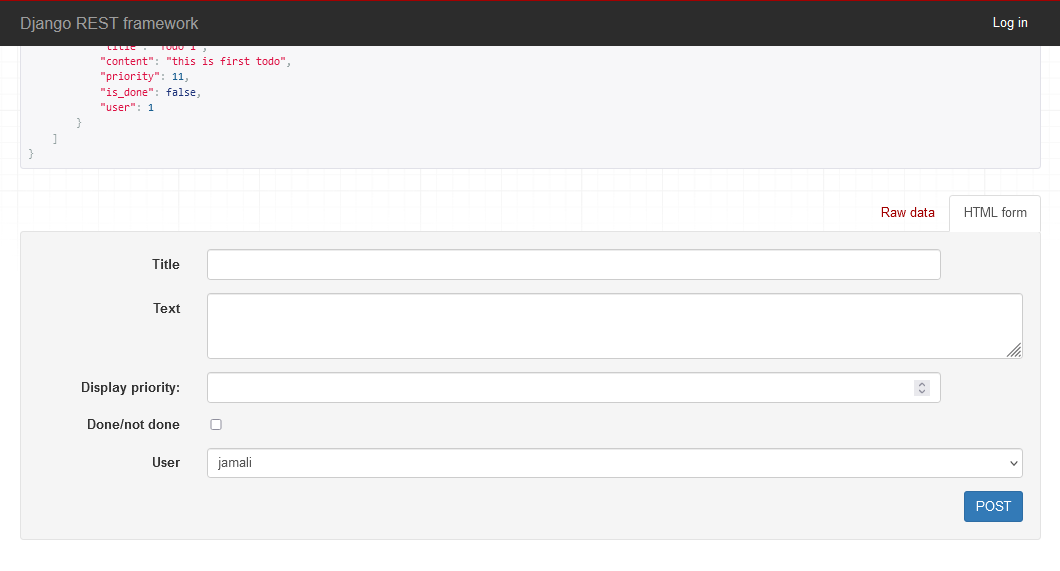 Django REST framework
Log in
"title": "Todo 1",
"content": "this is first todo",
"priority": 11,
"is_done": false,
"user": 1
}
]
}
Raw data
HTML form
Title
Text
Display priority:
Done/not done
User
jamali
POST